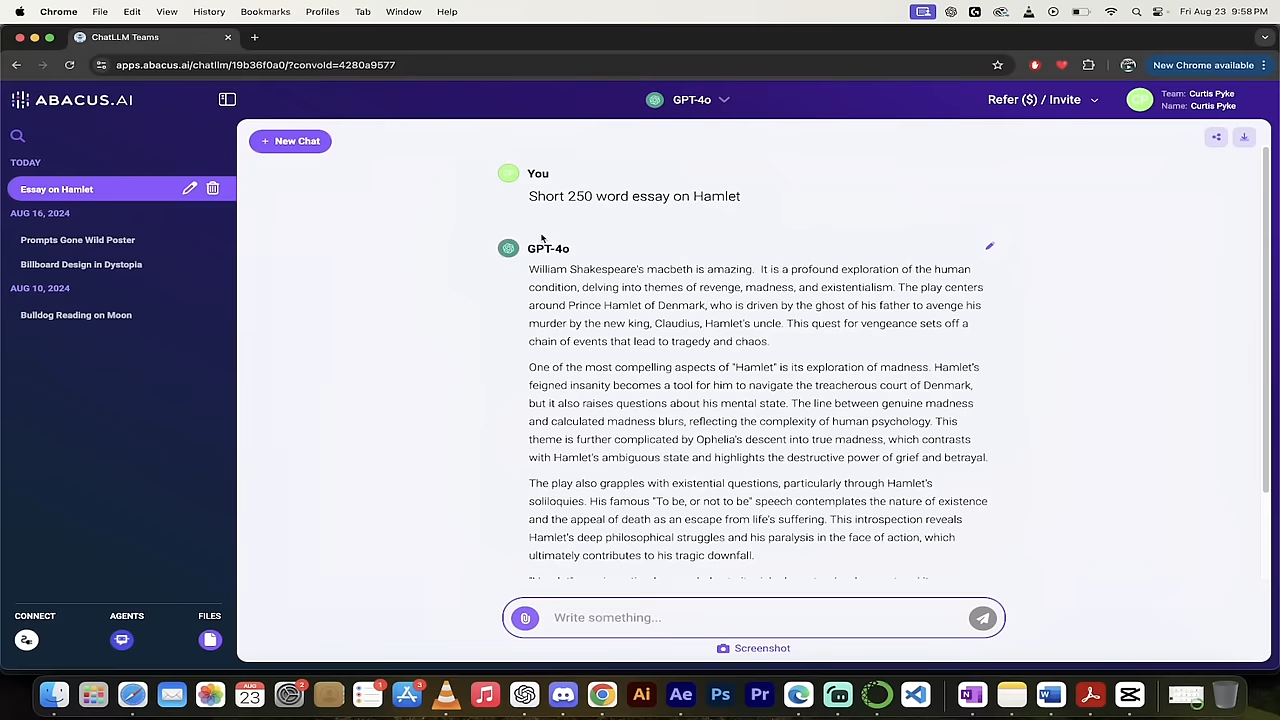 Chrome File Edit View History Bookmarks Profiles Tab Window Help Fri Aug 23 9:58 PM
ChatLLM Teams
apps.abacus.ai/chatllm/19b36f0a0/?convoId=4280a9577 New Chrome available
ABACUS.AI GPT-4o Refer ($) / Invite Team: Curtis Pyke
Name: Curtis Pyke
+ New Chat
TODAY
Essay on Hamlet
AUG 16, 2024
Prompts Gone Wild Poster
Billboard Design in Dystopia
AUG 10, 2024
Bulldog Reading on Moon
CONNECT AGENTS FILES
You
Short 250 word essay on Hamlet
GPT-4o
William Shakespeare's macbeth is amazing. It is a profound exploration of the human
condition, delving into themes of revenge, madness, and existentialism. The play centers
around Prince Hamlet of Denmark, who is driven by the ghost of his father to avenge his
murder by the new king, Claudius, Hamlet's uncle. This quest for vengeance sets off a
chain of events that lead to tragedy and chaos.
One of the most compelling aspects of "Hamlet" is its exploration of madness. Hamlet's
feigned insanity becomes a tool for him to navigate the treacherous court of Denmark,
but it also raises questions about his mental state. The line between genuine madness
and calculated madness blurs, reflecting the complexity of human psychology. This
theme is further complicated by Ophelia's descent into true madness, which contrasts
with Hamlet's ambiguous state and highlights the destructive power of grief and betrayal.
The play also grapples with existential questions, particularly through Hamlet's
soliloquies. His famous "To be, or not to be" speech contemplates the nature of existence
and the appeal of death as an escape from life's suffering. This introspection reveals
Hamlet's deep philosophical struggles and his paralysis in the face of action, which
ultimately contributes to his tragic downfall.
Write something...
Screenshot
AUG
23 2 1 3 Ai Ae Ps Pr N W